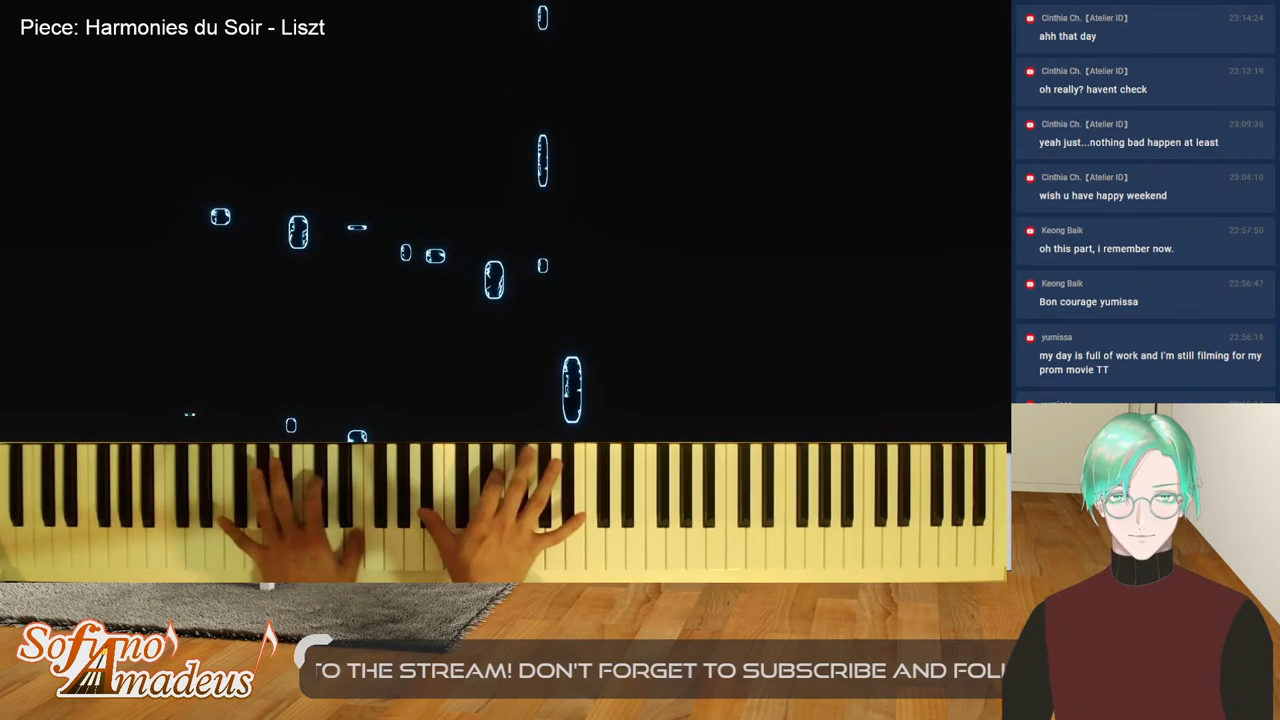 Piece: Harmonies du Soir - Liszt
Cinthia Ch.【Atelier ID】 23:14:24
ahh that day
Cinthia Ch.【Atelier ID】 23:13:19
oh really? havent check
Cinthia Ch.【Atelier ID】 23:09:36
yeah just...nothing bad happen at least
Cinthia Ch.【Atelier ID】 23:04:10
wish u have happy weekend
Keong Baik 22:57:50
oh this part, i remember now.
Keong Baik 22:56:47
Bon courage yumissa
yumissa 22:56:19
my day is full of work and I'm still filming for my
prom movie TT
Sofiano
Amadeus
TO THE STREAM! DON'T FORGET TO SUBSCRIBE AND FOLL